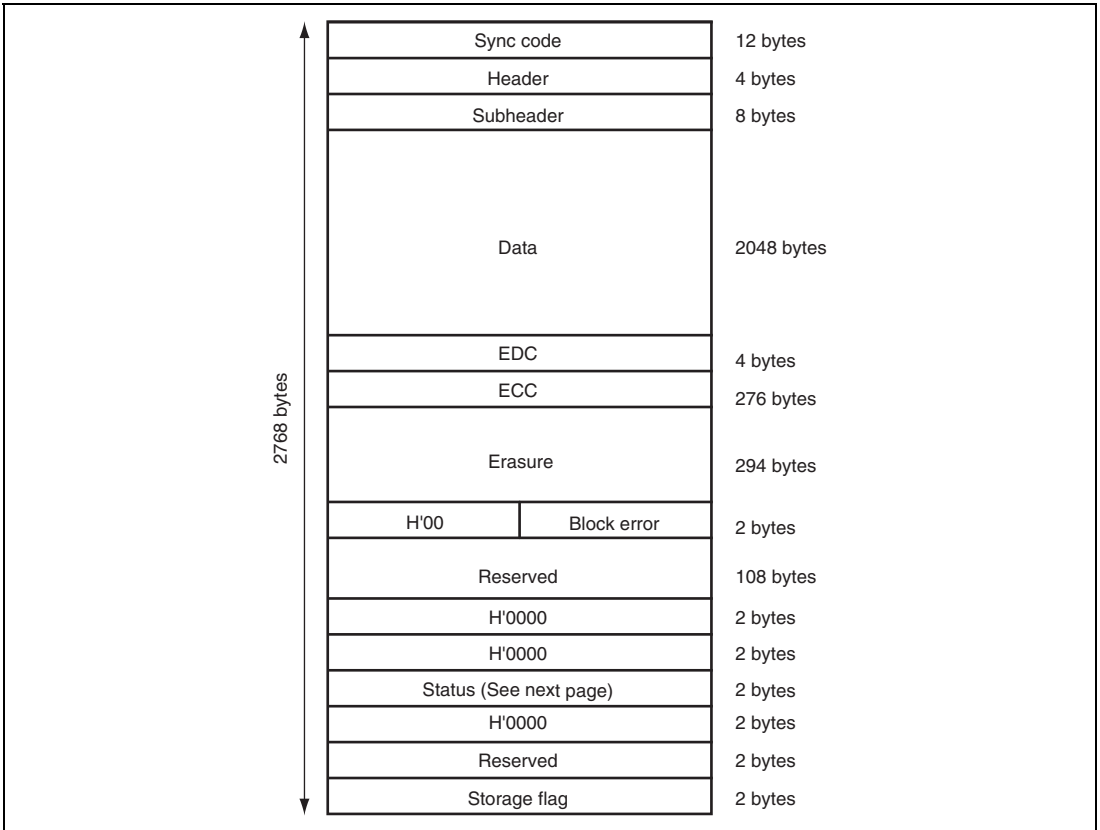 Sync code 12 bytes
Header 4 bytes
Subheader 8 bytes
Data 2048 bytes
EDC 4 bytes
ECC 276 bytes
2768 bytes
Erasure 294 bytes
H'00 Block error 2 bytes
Reserved 108 bytes
H'0000 2 bytes
H'0000 2 bytes
Status (See next page) 2 bytes
H'0000 2 bytes
Reserved 2 bytes
Storage flag 2 bytes